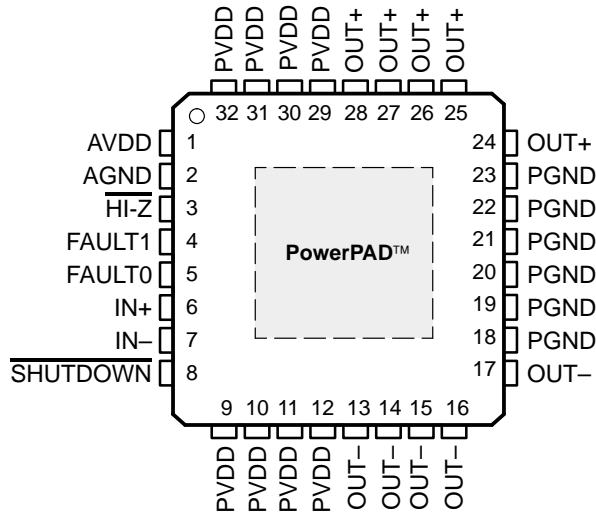 PVDD PVDD PVDD PVDD OUT+ OUT+ OUT+ OUT+
32 31 30 29 28 27 26 25
AVDD 1 24 OUT+
AGND 2 23 PGND
HI-Z 3 22 PGND
FAULT1 4 21 PGND
FAULT0 5 20 PGND
IN+ 6 19 PGND
IN– 7 18 PGND
SHUTDOWN 8 17 OUT–
PowerPAD™
9 10 11 12 13 14 15 16
PVDD PVDD PVDD PVDD OUT– OUT– OUT– OUT–